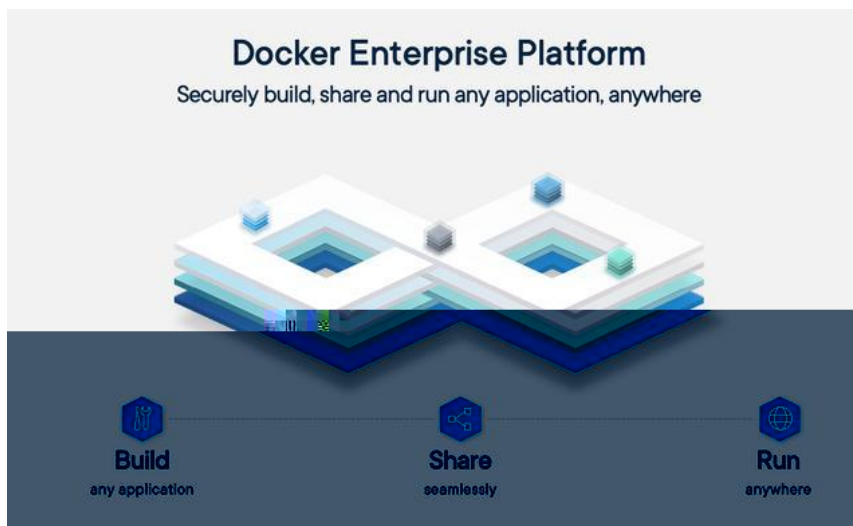 Docker Enterprise Platform
Securely build, share and run any application, anywhere
Build
any application
Share
seamlessly
Run
anywhere